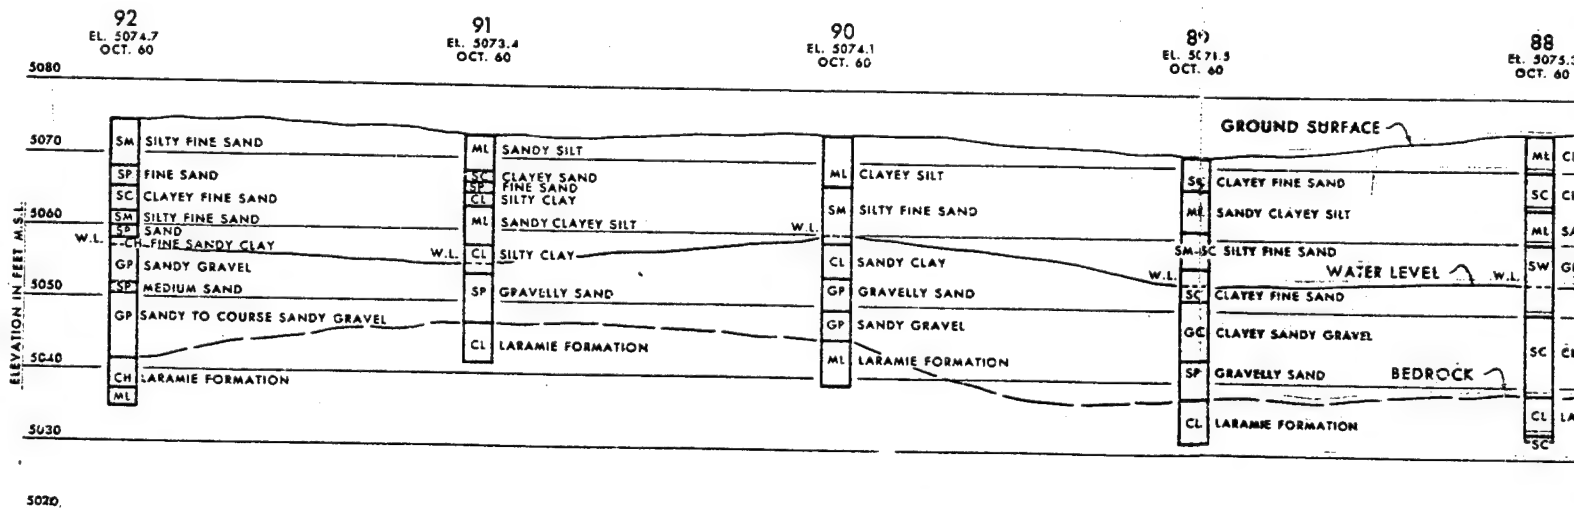 92
EL. 5074.7
OCT. 60
91
EL. 5073.4
OCT. 60
90
EL. 5074.1
OCT. 60
89
EL. 5071.5
OCT. 60
88
EL. 5075.3
OCT. 60
5080
5070
5060
5050
5040
5030
5020
ELEVATION IN FEET M.S.L.
GROUND SURFACE
WATER LEVEL
BEDROCK
SM SILTY FINE SAND
SP FINE SAND
SC CLAYEY FINE SAND
SM SILTY FINE SAND
SP SAND
W.L. CH FINE SANDY CLAY
GP SANDY GRAVEL
SP MEDIUM SAND
GP SANDY TO COURSE SANDY GRAVEL
CH LARAMIE FORMATION
ML
ML SANDY SILT
SC CLAYEY SAND
SP FINE SAND
CL SILTY CLAY
ML SANDY CLAYEY SILT
W.L. CL SILTY CLAY
SP GRAVELLY SAND
CL LARAMIE FORMATION
ML CLAYEY SILT
SM SILTY FINE SAND
W.L.
CL SANDY CLAY
GP GRAVELLY SAND
GP SANDY GRAVEL
ML LARAMIE FORMATION
SC CLAYEY FINE SAND
ML SANDY CLAYEY SILT
SM-SC SILTY FINE SAND
W.L.
SC CLAYEY FINE SAND
GC CLAYEY SANDY GRAVEL
SP GRAVELLY SAND
CL LARAMIE FORMATION
ML
SC
ML
W.L. SW
SC
CL
SC